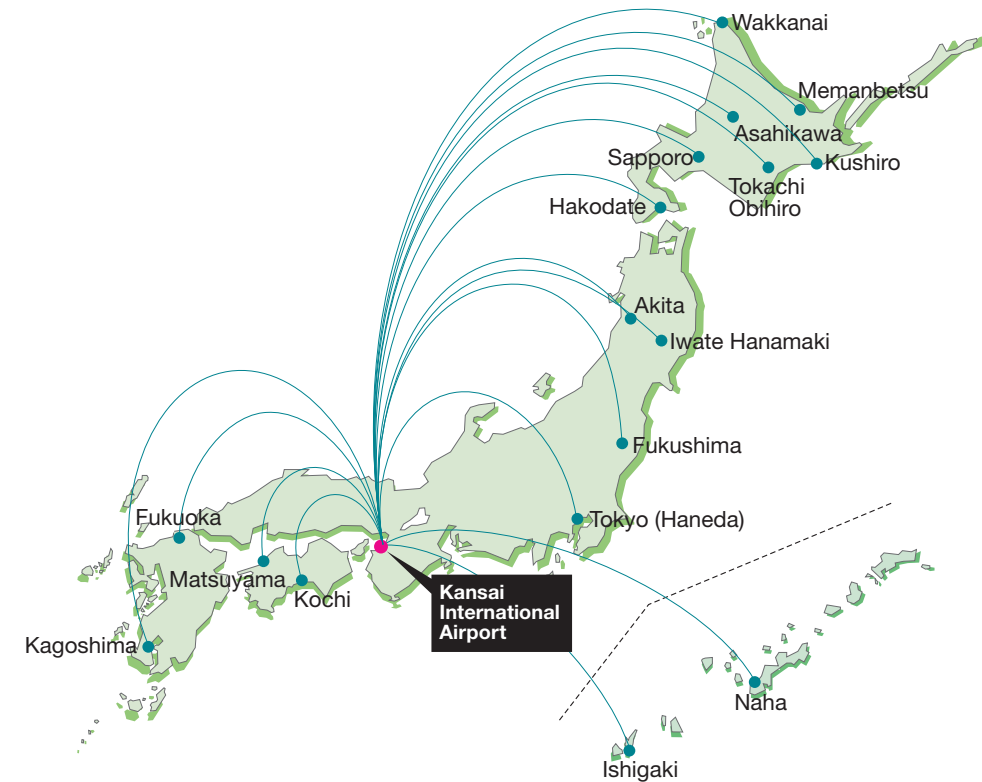 Wakkanai
Memanbetsu
Asahikawa
Sapporo
Kushiro
Tokachi
Obihiro
Hakodate
Akita
Iwate Hanamaki
Fukushima
Fukuoka
Tokyo (Haneda)
Matsuyama
Kochi
Kansai
International
Airport
Kagoshima
Naha
Ishigaki